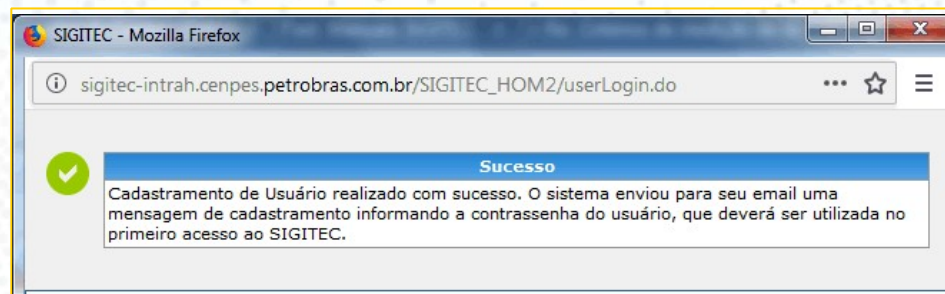 SIGITEC - Mozilla Firefox
sigitec-intrah.cenpes.petrobras.com.br/SIGITEC_HOM2/userLogin.do
Sucesso
Cadastramento de Usuário realizado com sucesso. O sistema enviou para seu email uma
mensagem de cadastramento informando a contrassenha do usuário, que deverá ser utilizada no
primeiro acesso ao SIGITEC.